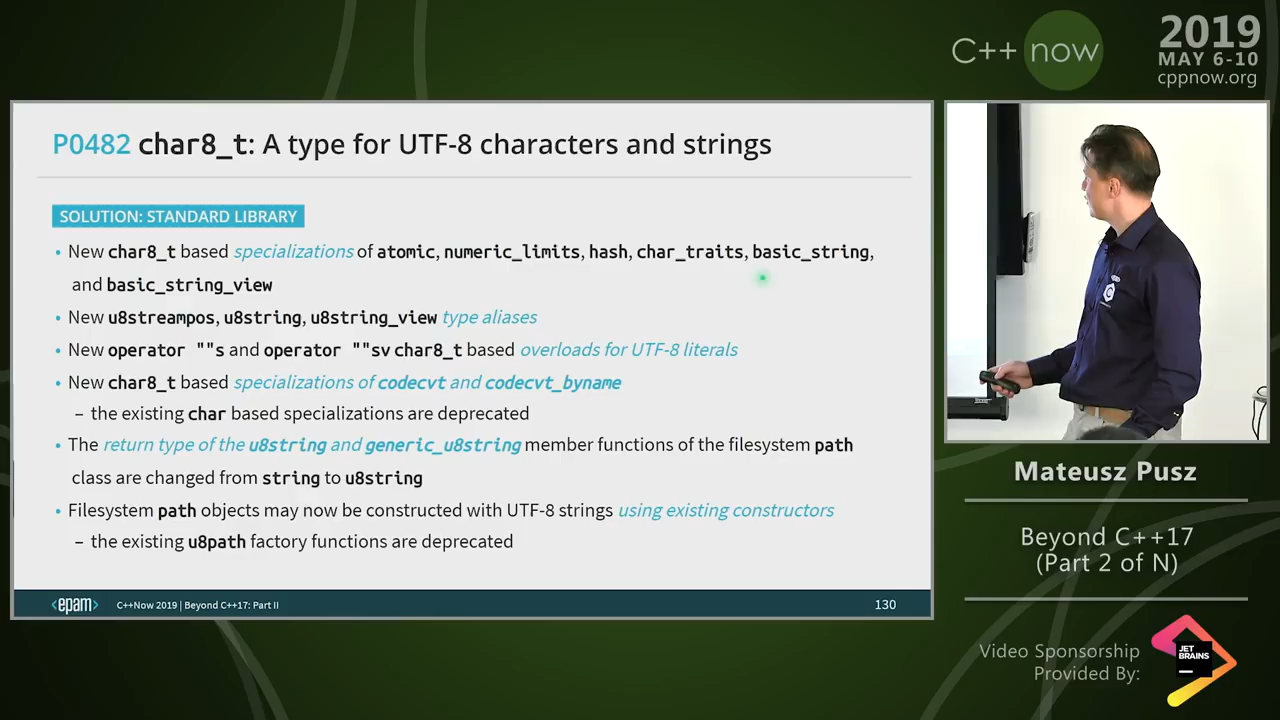 C++ now
2019
MAY 6-10
cppnow.org
P0482 char8_t: A type for UTF-8 characters and strings
SOLUTION: STANDARD LIBRARY
• New char8_t based specializations of atomic, numeric_limits, hash, char_traits, basic_string,
and basic_string_view
• New u8streampos, u8string, u8string_view type aliases
• New operator ""s and operator ""sv char8_t based overloads for UTF-8 literals
• New char8_t based specializations of codecvt and codecvt_byname
– the existing char based specializations are deprecated
• The return type of the u8string and generic_u8string member functions of the filesystem path
class are changed from string to u8string
• Filesystem path objects may now be constructed with UTF-8 strings using existing constructors
– the existing u8path factory functions are deprecated
<epam> C++Now 2019 | Beyond C++17: Part II 130
Mateusz Pusz
Beyond C++17
(Part 2 of N)
Video Sponsorship
Provided By:
JET
BRAINS